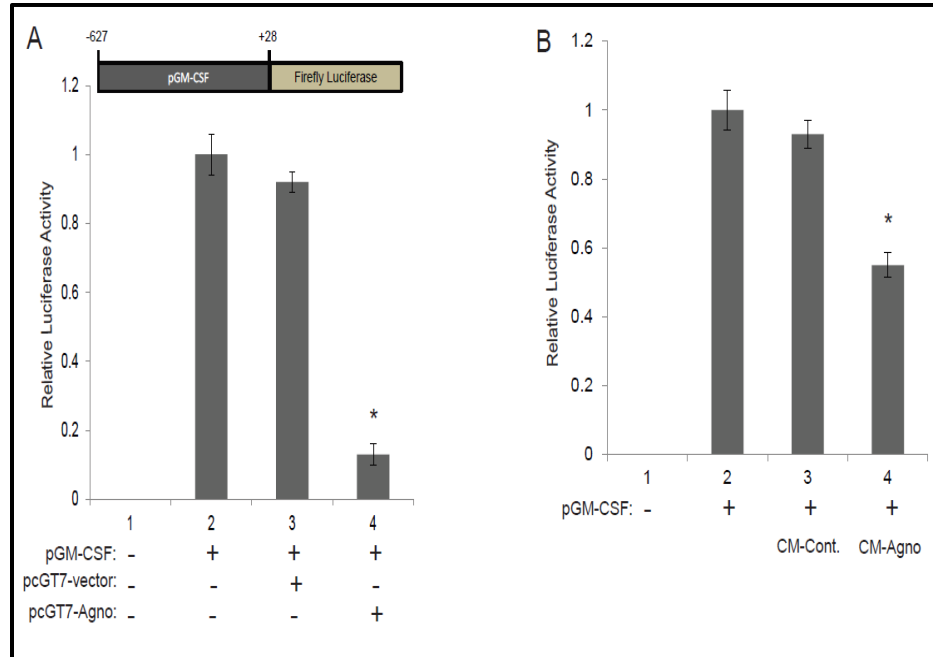 A
-627
+28
pGM-CSF
Firefly Luciferase
Relative Luciferase Activity
1.2
1
0.8
0.6
0.4
0.2
0
*
1 2 3 4
pGM-CSF: - + + +
pcGT7-vector: - - + -
pcGT7-Agno: - - - +
B
Relative Luciferase Activity
1.2
1
0.8
0.6
0.4
0.2
0
*
1 2 3 4
pGM-CSF: - + + +
CM-Cont. CM-Agno